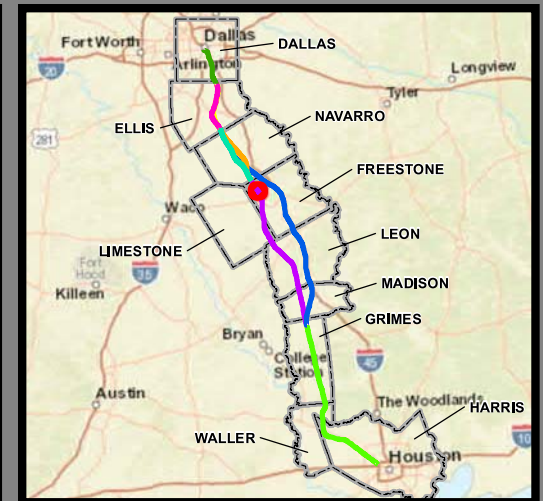 Dallas
Fort Worth
DALLAS
Arlington
Longview
20
Tyler
NAVARRO
ELLIS
281
FREESTONE
Waco
LEON
LIMESTONE
Fort
Hood
35
MADISON
Killeen
GRIMES
Bryan
College
Station
45
Austin
The Woodlands
HARRIS
WALLER
10
Houston